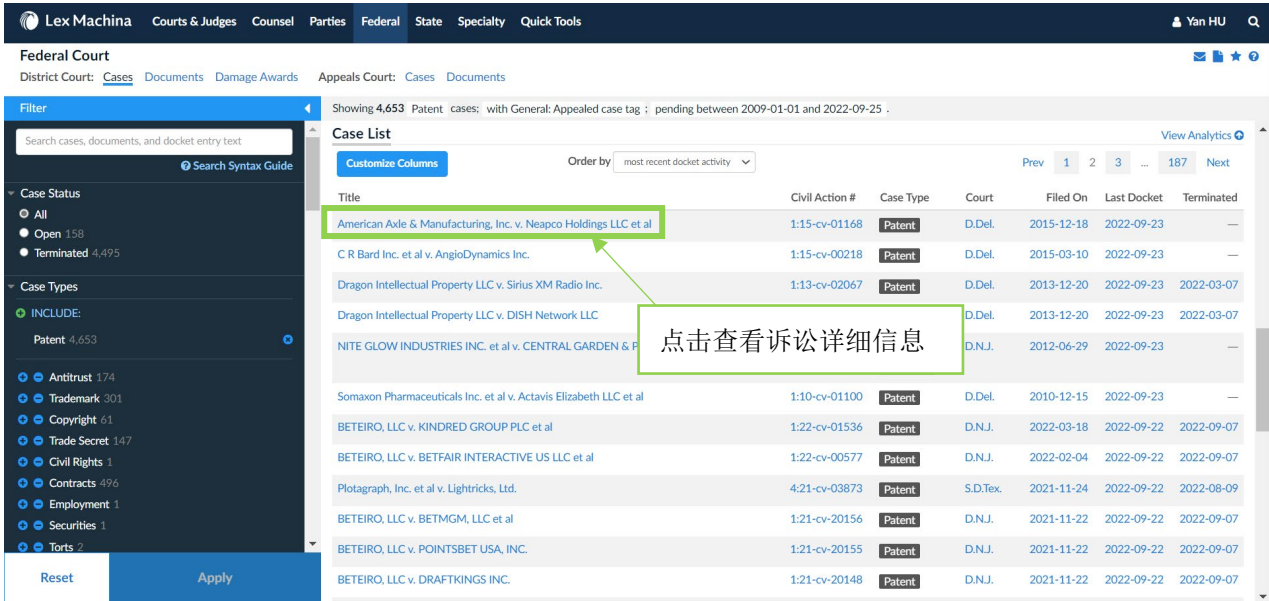 Lex Machina Courts & Judges Counsel Parties Federal State Specialty Quick Tools Yan HU
Federal Court
District Court: Cases Documents Damage Awards Appeals Court: Cases Documents
Filter
Showing 4,653 Patent cases; with General: Appealed case tag ; pending between 2009-01-01 and 2022-09-25 .
Search cases, documents, and docket entry text
Search Syntax Guide
Case Status
All
Open 158
Terminated 4,495
Case Types
INCLUDE:
Patent 4,653
Antitrust 174
Trademark 301
Copyright 61
Trade Secret 147
Civil Rights 1
Contracts 496
Employment 1
Securities 1
Torts 2
Reset Apply
Case List View Analytics
Customize Columns Order by most recent docket activity Prev 1 2 3 ... 187 Next
Title Civil Action # Case Type Court Filed On Last Docket Terminated
American Axle & Manufacturing, Inc. v. Neapco Holdings LLC et al 1:15-cv-01168 Patent D.Del. 2015-12-18 2022-09-23 —
C R Bard Inc. et al v. AngioDynamics Inc. 1:15-cv-00218 Patent D.Del. 2015-03-10 2022-09-23 —
Dragon Intellectual Property LLC v. Sirius XM Radio Inc. 1:13-cv-02067 Patent D.Del. 2013-12-20 2022-09-23 2022-03-07
Dragon Intellectual Property LLC v. DISH Network LLC D.Del. 2013-12-20 2022-09-23 2022-03-07
NITE GLOW INDUSTRIES INC. et al v. CENTRAL GARDEN & P D.N.J. 2012-06-29 2022-09-23 —
点击查看诉讼详细信息
Somaxon Pharmaceuticals Inc. et al v. Actavis Elizabeth LLC et al 1:10-cv-01100 Patent D.Del. 2010-12-15 2022-09-23 —
BETEIRO, LLC v. KINDRED GROUP PLC et al 1:22-cv-01536 Patent D.N.J. 2022-03-18 2022-09-22 2022-09-07
BETEIRO, LLC v. BETFAIR INTERACTIVE US LLC et al 1:22-cv-00577 Patent D.N.J. 2022-02-04 2022-09-22 2022-09-07
Plotagraph, Inc. et al v. Lightricks, Ltd. 4:21-cv-03873 Patent S.D.Tex. 2021-11-24 2022-09-22 2022-08-09
BETEIRO, LLC v. BETMGM, LLC et al 1:21-cv-20156 Patent D.N.J. 2021-11-22 2022-09-22 2022-09-07
BETEIRO, LLC v. POINTSBET USA, INC. 1:21-cv-20155 Patent D.N.J. 2021-11-22 2022-09-22 2022-09-07
BETEIRO, LLC v. DRAFTKINGS INC. 1:21-cv-20148 Patent D.N.J. 2021-11-22 2022-09-22 2022-09-07